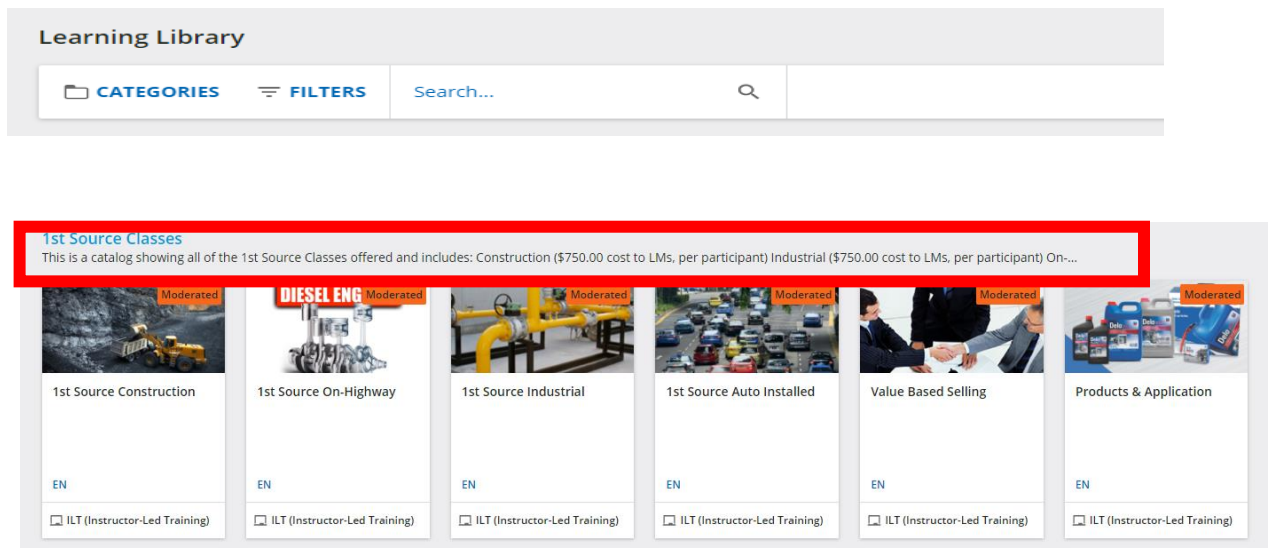 Learning Library
CATEGORIES FILTERS Search...
1st Source Classes
This is a catalog showing all of the 1st Source Classes offered and includes: Construction ($750.00 cost to LMs, per participant) Industrial ($750.00 cost to LMs, per participant) On-...
Moderated DIESEL ENG Moderated Moderated Moderated Moderated Moderated
Delo Delo
1st Source Construction 1st Source On-Highway 1st Source Industrial 1st Source Auto Installed Value Based Selling Products & Application
EN EN EN EN EN EN
ILT (Instructor-Led Training) ILT (Instructor-Led Training) ILT (Instructor-Led Training) ILT (Instructor-Led Training) ILT (Instructor-Led Training) ILT (Instructor-Led Training)